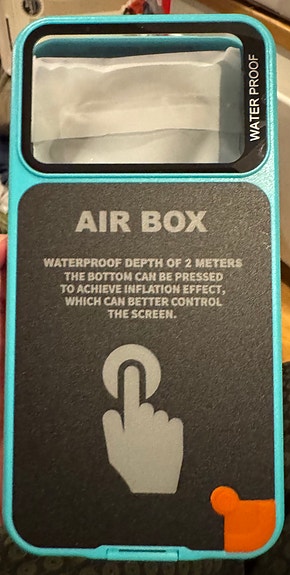 WATER PROOF
AIR BOX
WATERPROOF DEPTH OF 2 METERS
THE BOTTOM CAN BE PRESSED
TO ACHIEVE INFLATION EFFECT,
WHICH CAN BETTER CONTROL
THE SCREEN.